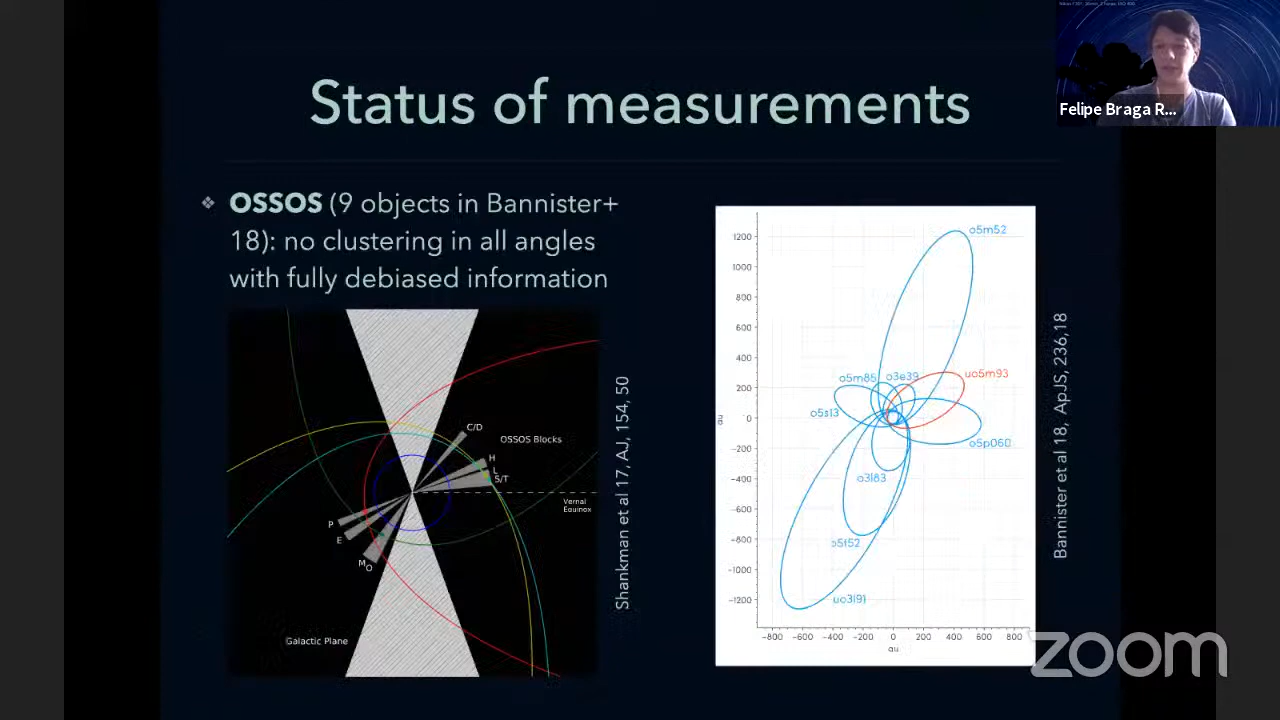 Status of measurements
Felipe Braga R...
❖ OSSOS (9 objects in Bannister+
18): no clustering in all angles
with fully debiased information
C/D
OSSOS Blocks
H
L
S/T
Vernal
Equinox
P
E
M
O
Galactic Plane
Shankman et al 17, AJ, 154, 50
1200
1000
800
600
400
200
0
-200
-400
-600
-800
-1000
-1200
au
o5m52
o5m85
o3e39
uo5m93
o5s13
o5p060
o3l83
o5t52
uo3l91
-800
-600
-400
-200
0
200
400
600
800
au
Bannister et al 18, ApJS, 236,18
zoom